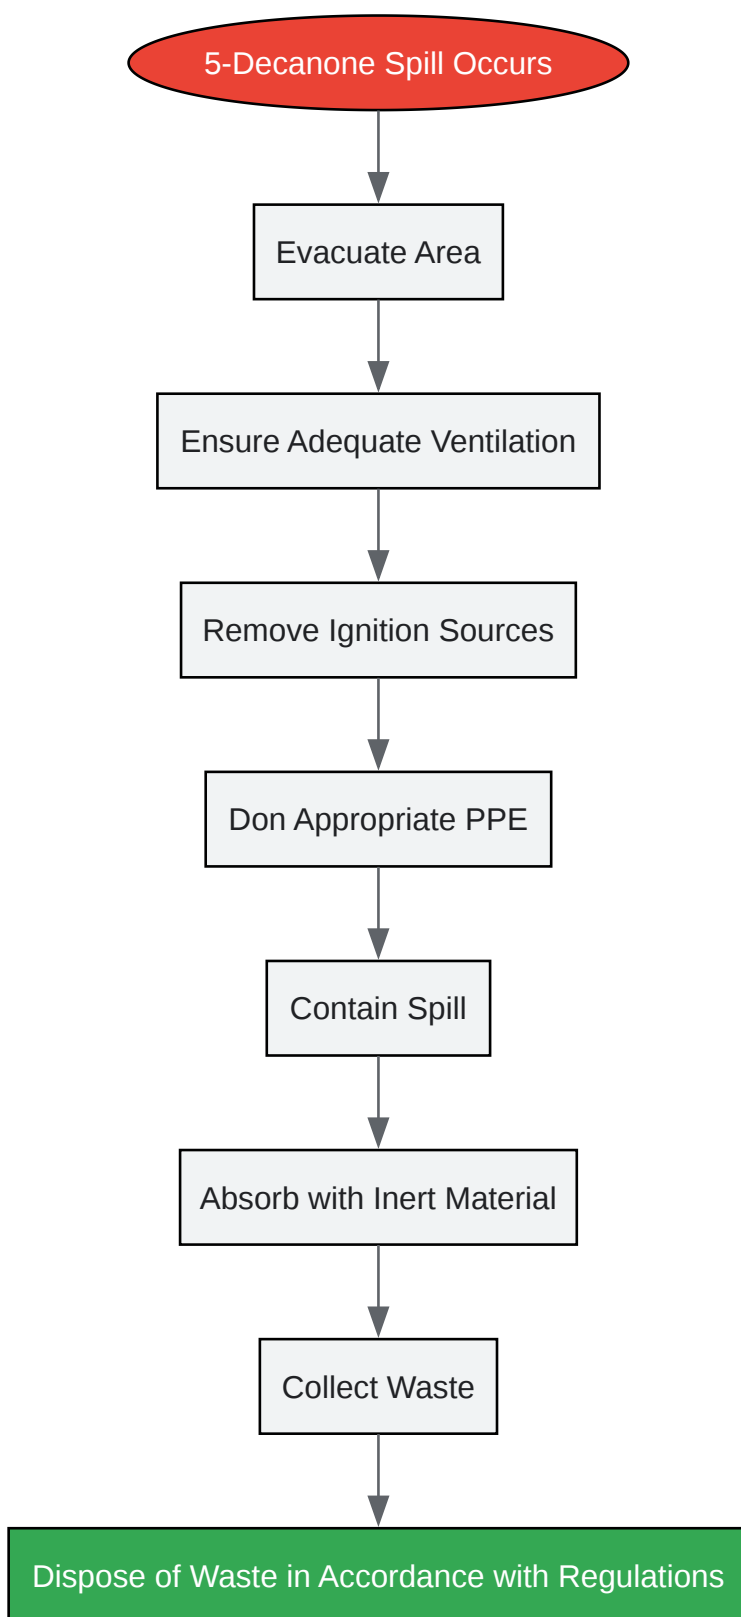 5-Decanone Spill Occurs
Evacuate Area
Ensure Adequate Ventilation
Remove Ignition Sources
Don Appropriate PPE
Contain Spill
Absorb with Inert Material
Collect Waste
Dispose of Waste in Accordance with Regulations